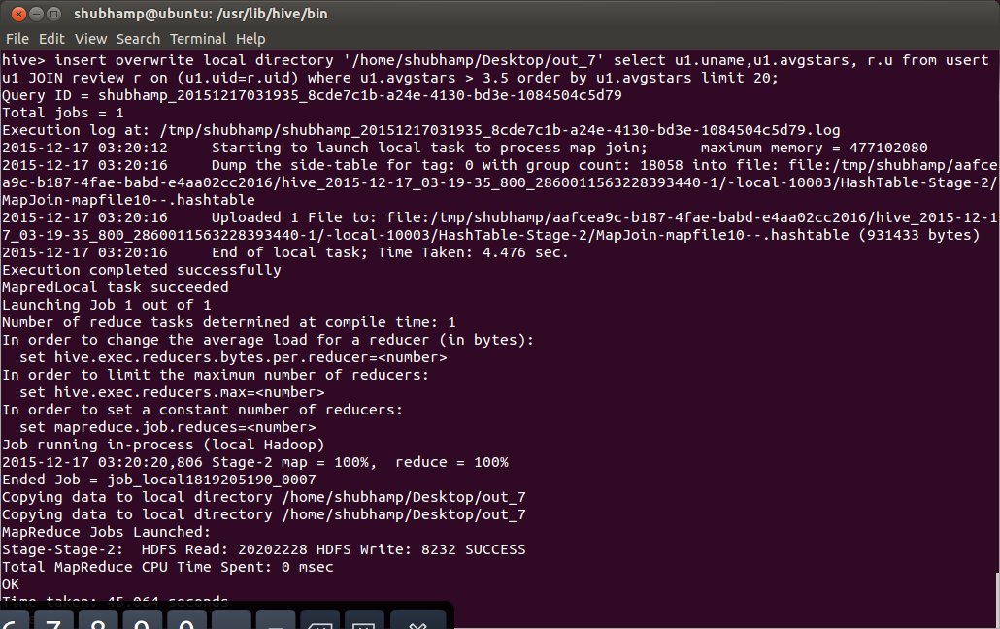 shubhamp@ubuntu: /usr/lib/hive/bin
File Edit View Search Terminal Help
hive> insert overwrite local directory '/home/shubhamp/Desktop/out_7' select u1.uname,u1.avgstars, r.u from usert
u1 JOIN review r on (u1.uid=r.uid) where u1.avgstars > 3.5 order by u1.avgstars limit 20;
Query ID = shubhamp_20151217031935_8cde7c1b-a24e-4130-bd3e-1084504c5d79
Total jobs = 1
Execution log at: /tmp/shubhamp/shubhamp_20151217031935_8cde7c1b-a24e-4130-bd3e-1084504c5d79.log
2015-12-17 03:20:12 Starting to launch local task to process map join; maximum memory = 477102080
2015-12-17 03:20:16 Dump the side-table for tag: 0 with group count: 18058 into file: file:/tmp/shubhamp/aafce
a9c-b187-4fae-babd-e4aa02cc2016/hive_2015-12-17_03-19-35_800_2860011563228393440-1/-local-10003/HashTable-Stage-2/
MapJoin-mapfile10--.hashtable
2015-12-17 03:20:16 Uploaded 1 File to: file:/tmp/shubhamp/aafcea9c-b187-4fae-babd-e4aa02cc2016/hive_2015-12-1
7_03-19-35_800_2860011563228393440-1/-local-10003/HashTable-Stage-2/MapJoin-mapfile10--.hashtable (931433 bytes)
2015-12-17 03:20:16 End of local task; Time Taken: 4.476 sec.
Execution completed successfully
MapredLocal task succeeded
Launching Job 1 out of 1
Number of reduce tasks determined at compile time: 1
In order to change the average load for a reducer (in bytes):
set hive.exec.reducers.bytes.per.reducer=<number>
In order to limit the maximum number of reducers:
set hive.exec.reducers.max=<number>
In order to set a constant number of reducers:
set mapreduce.job.reduces=<number>
Job running in-process (local Hadoop)
2015-12-17 03:20:20,806 Stage-2 map = 100%, reduce = 100%
Ended Job = job_local1819205190_0007
Copying data to local directory /home/shubhamp/Desktop/out_7
Copying data to local directory /home/shubhamp/Desktop/out_7
MapReduce Jobs Launched:
Stage-Stage-2: HDFS Read: 20202228 HDFS Write: 8232 SUCCESS
Total MapReduce CPU Time Spent: 0 msec
OK
Time taken: 45.064 seconds
6 7 8 9 0